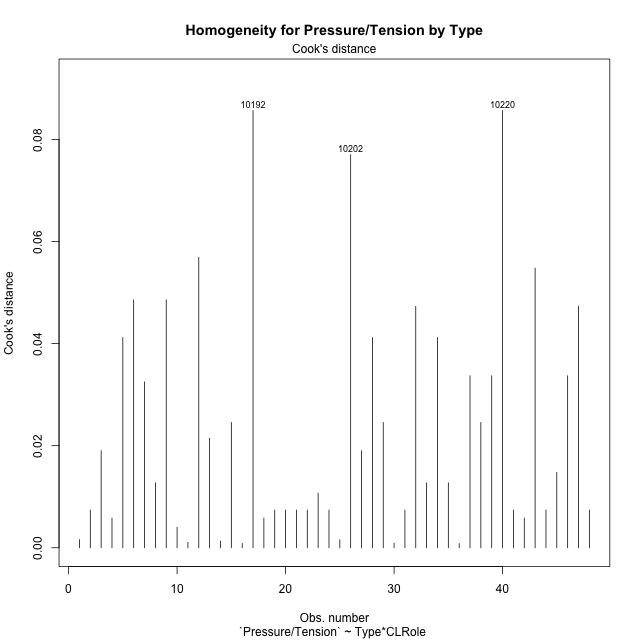 Homogeneity for Pressure/Tension by Type
Cook's distance
10192
10220
10202
Cook's distance
0.08
0.06
0.04
0.02
0.00
0 10 20 30 40
Obs. number
`Pressure/Tension` ~ Type*CLRole